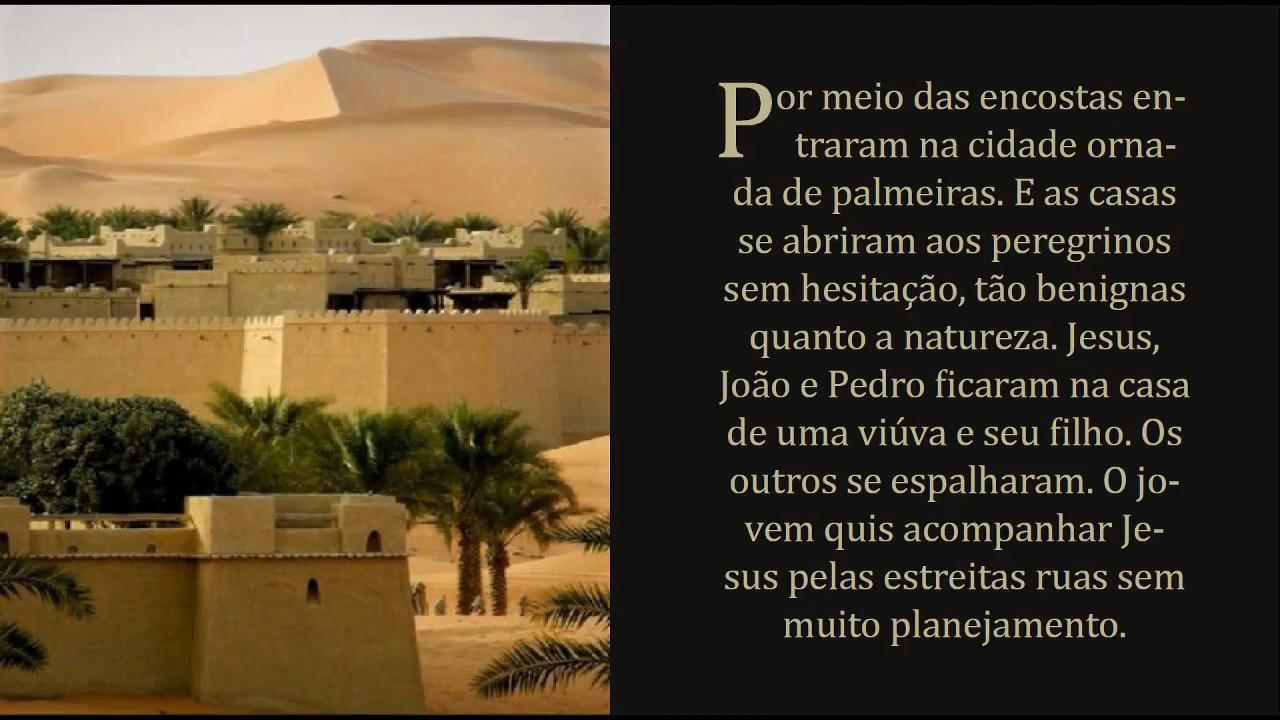 Por meio das encostas en-
traram na cidade orna-
da de palmeiras. E as casas
se abriram aos peregrinos
sem hesitação, tão benignas
quanto a natureza. Jesus,
João e Pedro ficaram na casa
de uma viúva e seu filho. Os
outros se espalharam. O jo-
vem quis acompanhar Je-
sus pelas estreitas ruas sem
muito planejamento.